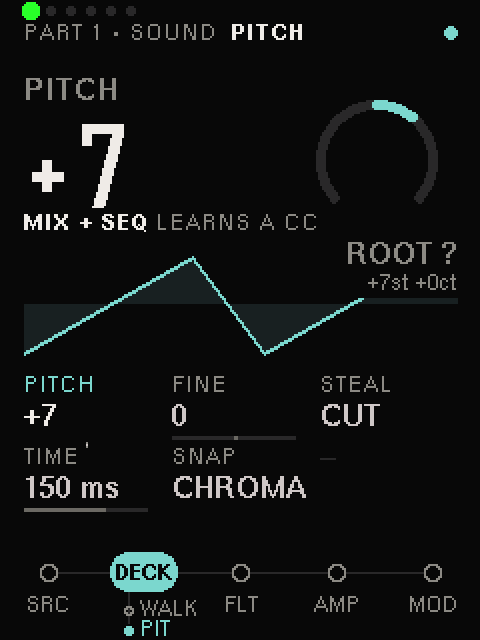 PART 1 · SOUND PITCH
PITCH
+7
MIX + SEQ LEARNS A CC
ROOT ?
+7st +0ct
PITCH FINE STEAL
+7 0 CUT
TIME ' SNAP —
150 ms CHROMA
DECK
SRC WALK FLT AMP MOD
PIT